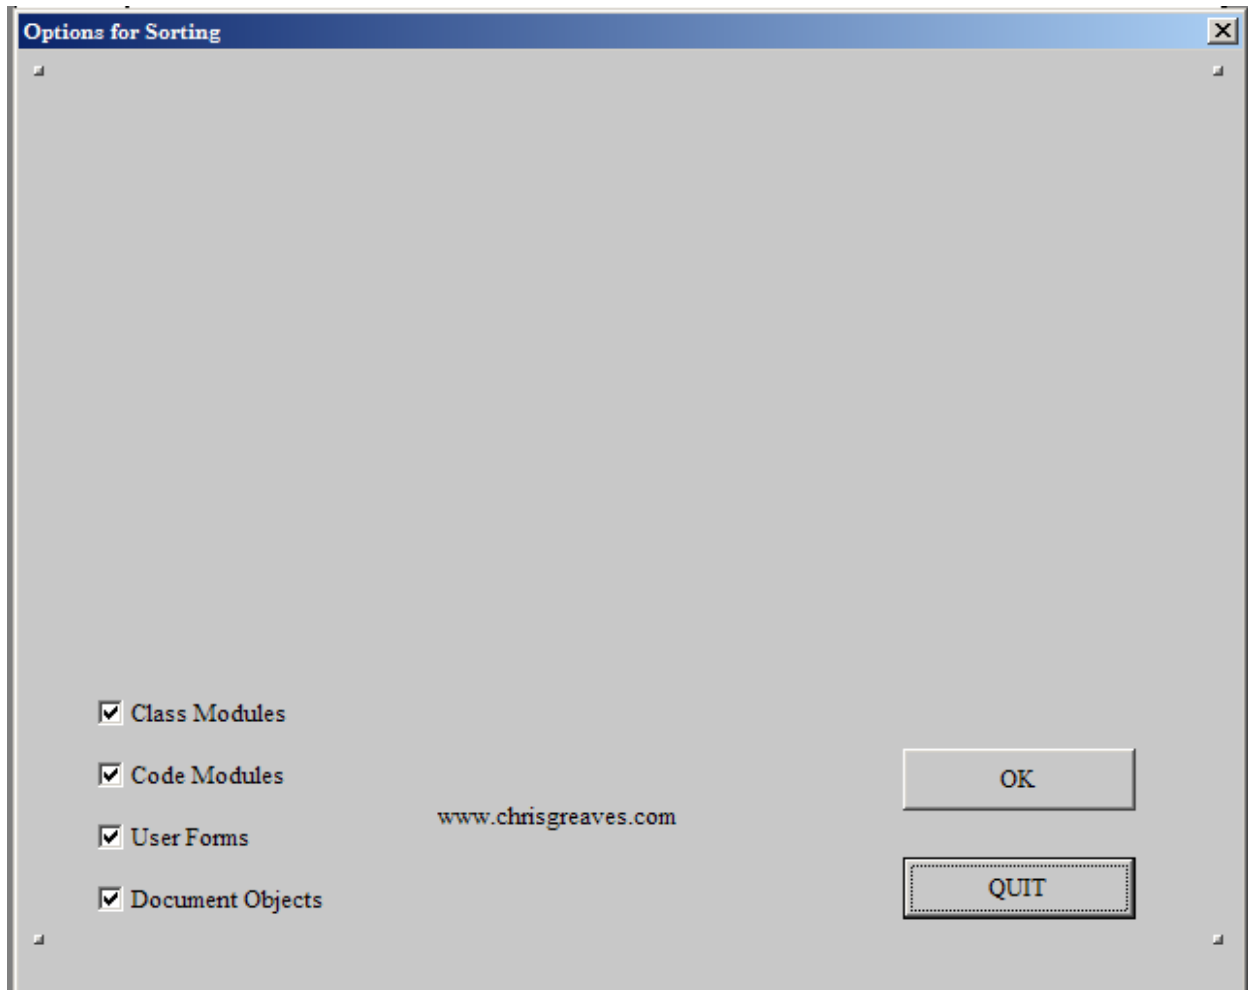 Options for Sorting
Class Modules
Code Modules
OK
www.chrisgreaves.com
User Forms
QUIT
Document Objects